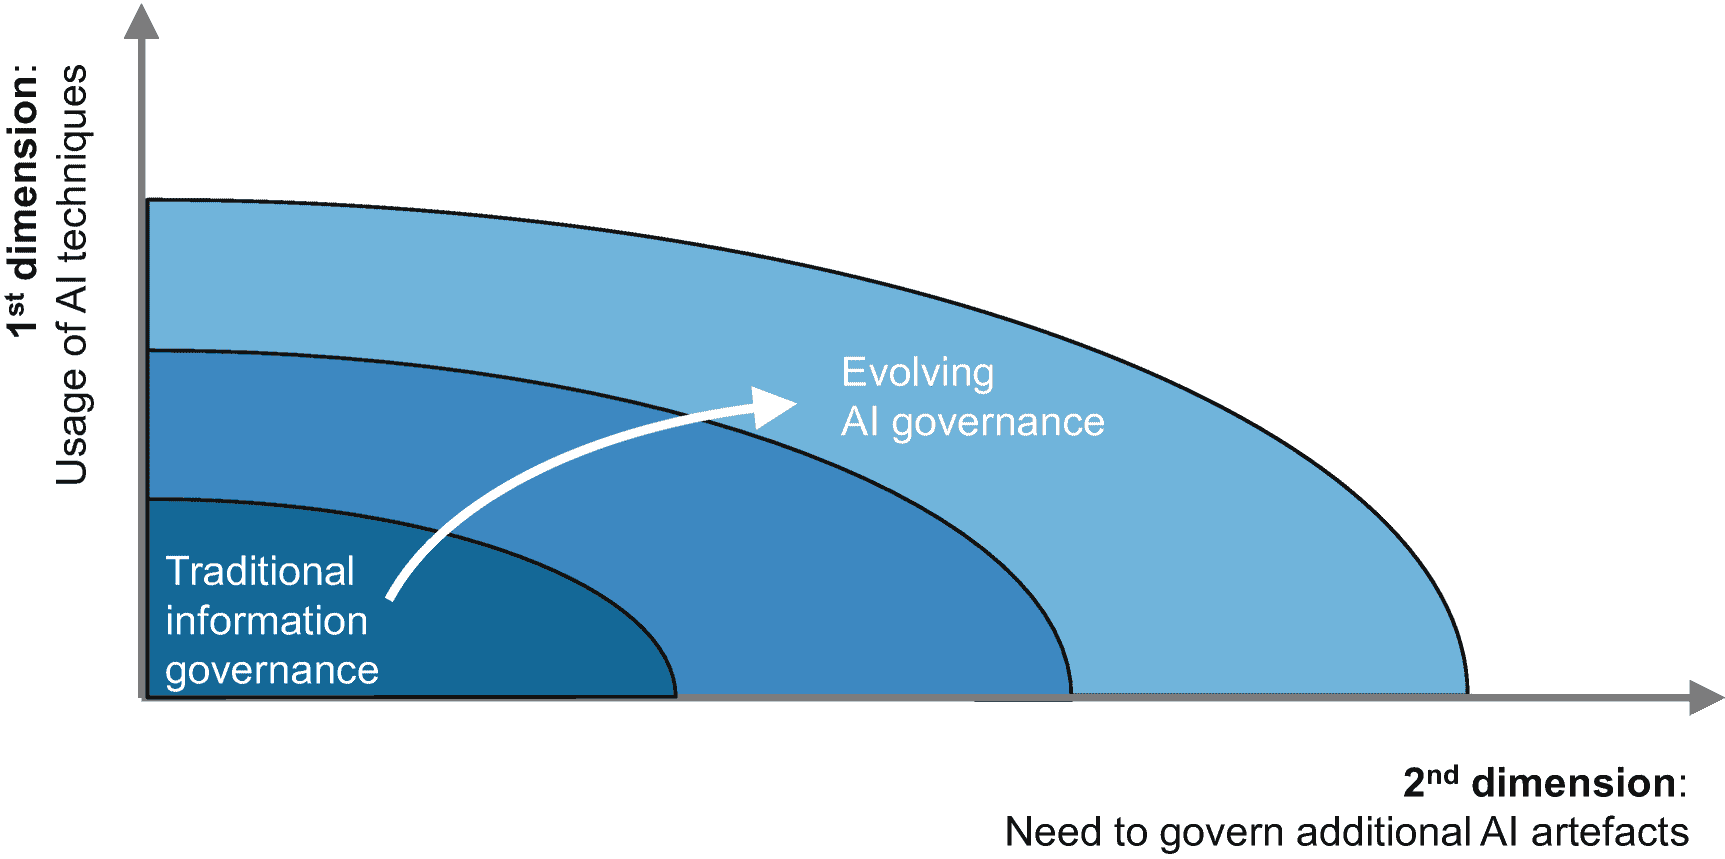 1st dimension:
Usage of AI techniques
Evolving
AI governance
Traditional
information
governance
2nd dimension:
Need to govern additional AI artefacts